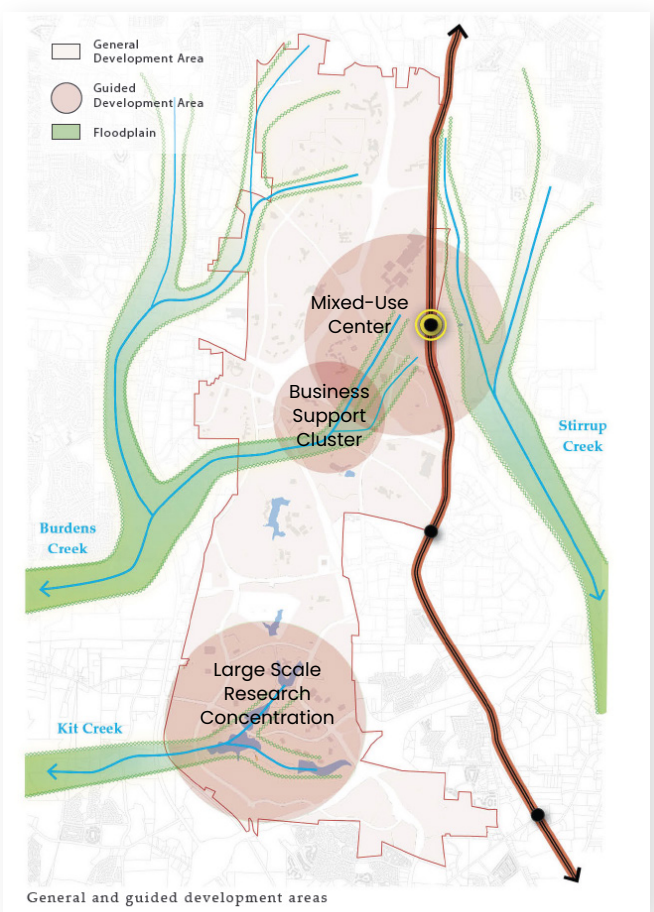 General
Development Area
Guided
Development Area
Floodplain
Mixed-Use
Center
Business
Support
Cluster
Stirrup
Creek
Burdens
Creek
Large Scale
Research
Concentration
Kit Creek
General and guided development areas